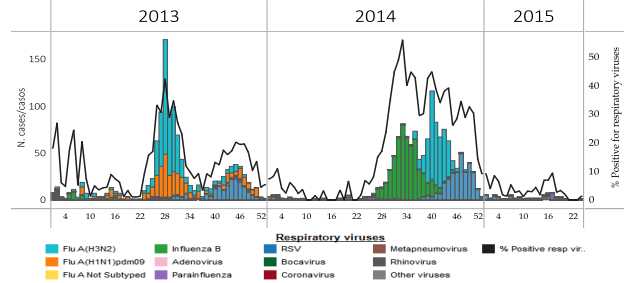 2013 2014 2015
150
100
50
0
N. cases/casos
50
40
30
20
10
0
% Positive for respiratory viruses
4 10 16 22 28 34 40 46 52 4 10 16 22 28 34 40 46 52 4 10 16 22
Respiratory viruses
Flu A(H3N2) Influenza B RSV Metapneumovirus % Positive resp vir..
Flu A(H1N1)pdm09 Adenovirus Bocavirus Rhinovirus
Flu A Not Subtyped Parainfluenza Coronavirus Other viruses